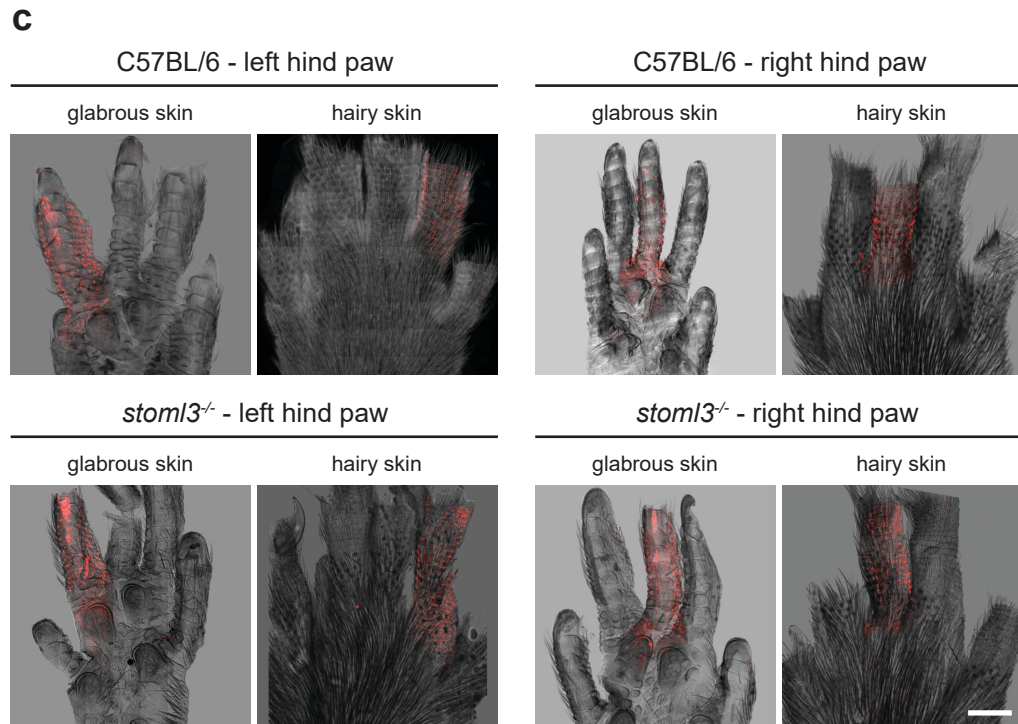 c
C57BL/6 - left hind paw
C57BL/6 - right hind paw
glabrous skin
hairy skin
glabrous skin
hairy skin
stoml3-/- - left hind paw
stoml3-/- - right hind paw
glabrous skin
hairy skin
glabrous skin
hairy skin